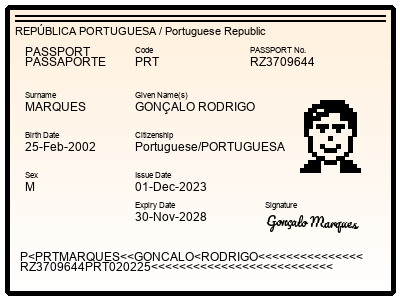 REPÚBLICA PORTUGUESA / Portuguese Republic
PASSPORT
PASSAPORTE
Code
PRT
PASSPORT No.
RZ3709644
Surname
MARQUES
Given Name(s)
GONÇALO RODRIGO
Birth Date
25-Feb-2002
Citizenship
Portuguese/PORTUGUESA
Sex
M
Issue Date
01-Dec-2023
Expiry Date
30-Nov-2028
Signature
Gonçalo Marques
P<PRTMARQUES<<GONCALO<RODRIGO<<<<<<<<<<<<<<<
RZ3709644PRT020225<<<<<<<<<<<<<<<<<<<<<<<<<<